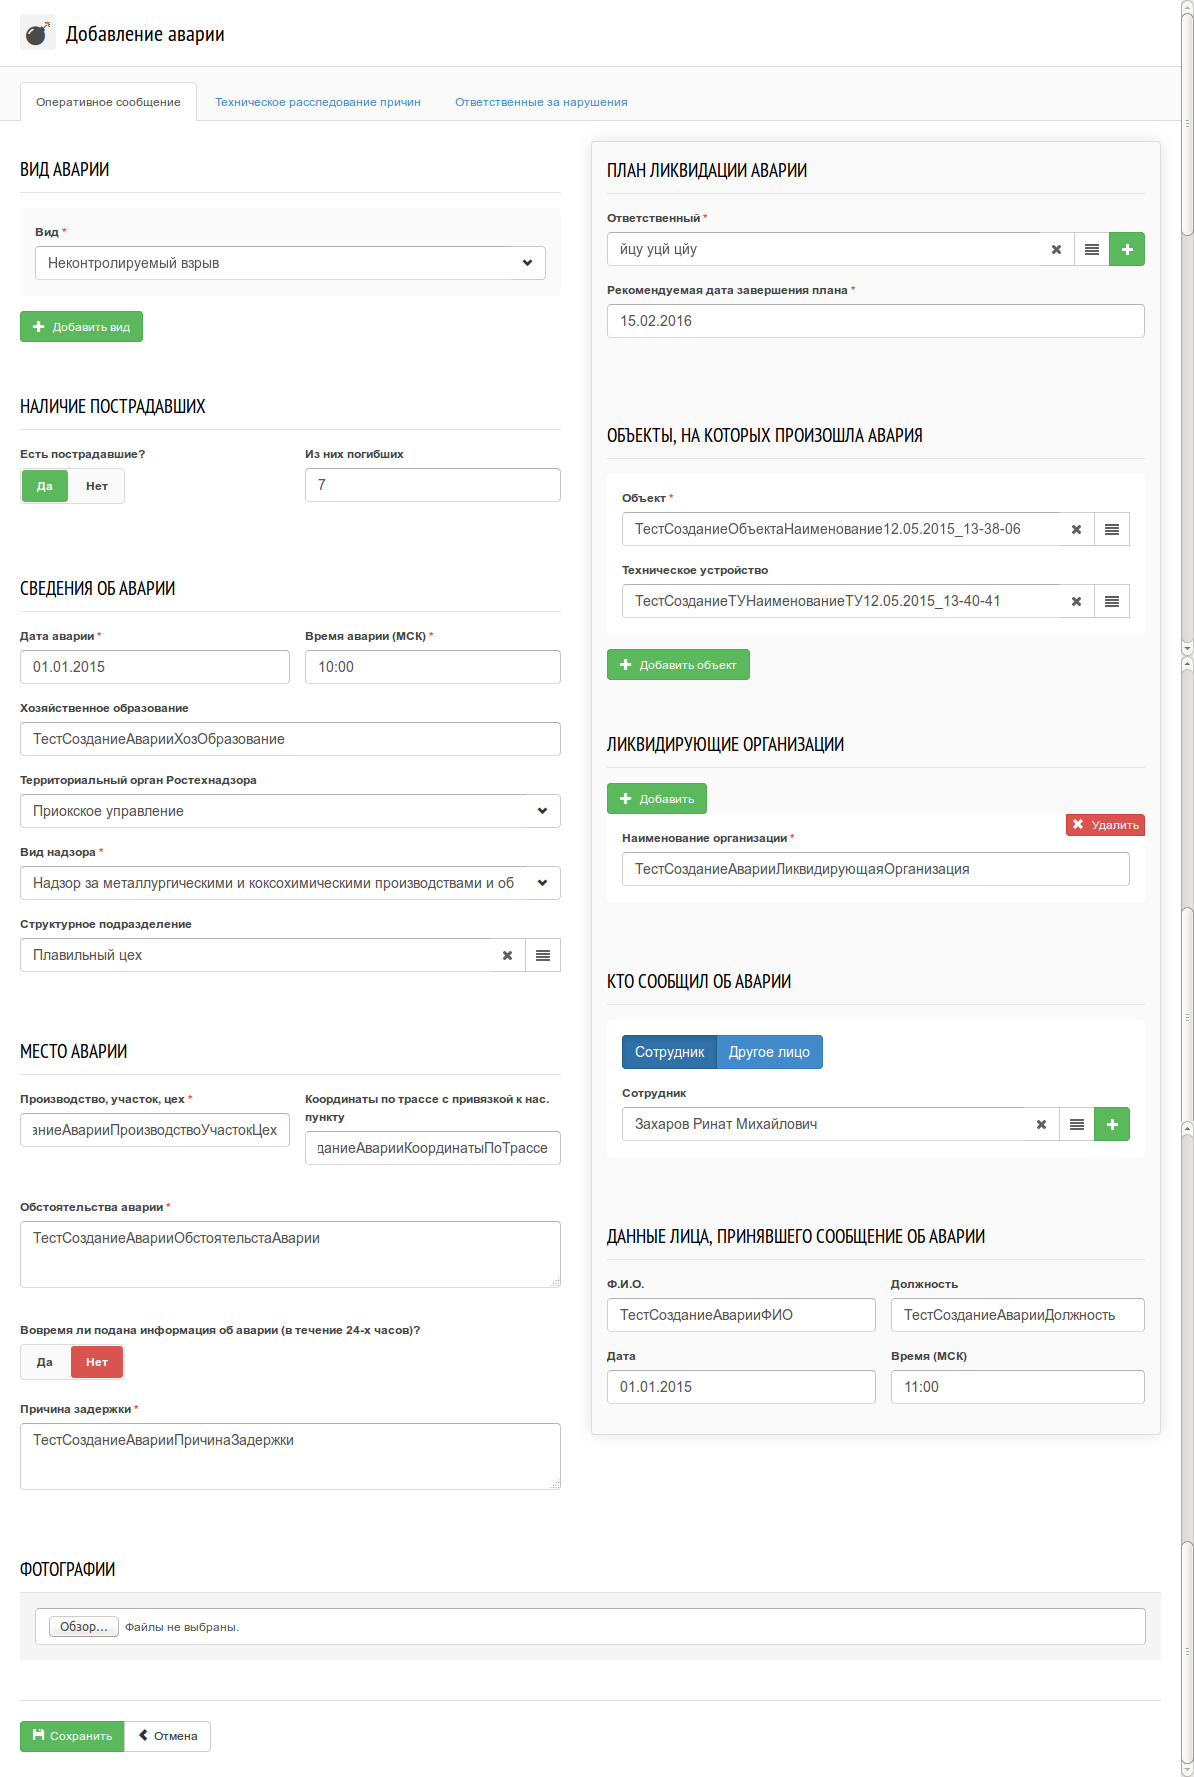 Добавление аварии
Оперативное сообщение
Техническое расследование причин
Ответственные за нарушения
ВИД АВАРИИ
Вид *
Неконтролируемый взрыв
Добавить вид
НАЛИЧИЕ ПОСТРАДАВШИХ
Есть пострадавшие?
Да Нет
Из них погибших
7
СВЕДЕНИЯ ОБ АВАРИИ
Дата аварии *
01.01.2015
Время аварии (МСК) *
10:00
Хозяйственное образование
ТестСозданиеАварииХозОбразование
Территориальный орган Ростехнадзора
Приокское управление
Вид надзора *
Надзор за металлургическими и коксохимическими производствами и об
Структурное подразделение
Плавильный цех
МЕСТО АВАРИИ
Производство, участок, цех *
аниеАварииПроизводствоУчастокЦех
Координаты по трассе с привязкой к нас.
пункту
даниеАварииКоординатыПоТрассе
Обстоятельства аварии *
ТестСозданиеАварииОбстоятельстаАварии
Вовремя ли подана информация об аварии (в течение 24-х часов)?
Да Нет
Причина задержки *
ТестСозданиеАварииПричинаЗадержки
ПЛАН ЛИКВИДАЦИИ АВАРИИ
Ответственный *
йцу уцй цйу
Рекомендуемая дата завершения плана *
15.02.2016
ОБЪЕКТЫ, НА КОТОРЫХ ПРОИЗОШЛА АВАРИЯ
Объект *
ТестСозданиеОбъектаНаименование12.05.2015_13-38-06
Техническое устройство
ТестСозданиеТУНаименованиеТУ12.05.2015_13-40-41
Добавить объект
ЛИКВИДИРУЮЩИЕ ОРГАНИЗАЦИИ
Добавить
Удалить
Наименование организации *
ТестСозданиеАварииЛиквидирующаяОрганизация
КТО СООБЩИЛ ОБ АВАРИИ
Сотрудник Другое лицо
Сотрудник
Захаров Ринат Михайлович
ДАННЫЕ ЛИЦА, ПРИНЯВШЕГО СООБЩЕНИЕ ОБ АВАРИИ
Ф.И.О.
ТестСозданиеАварииФИО
Должность
ТестСозданиеАварииДолжность
Дата
01.01.2015
Время (МСК)
11:00
ФОТОГРАФИИ
Обзор... Файлы не выбраны.
Сохранить Отмена